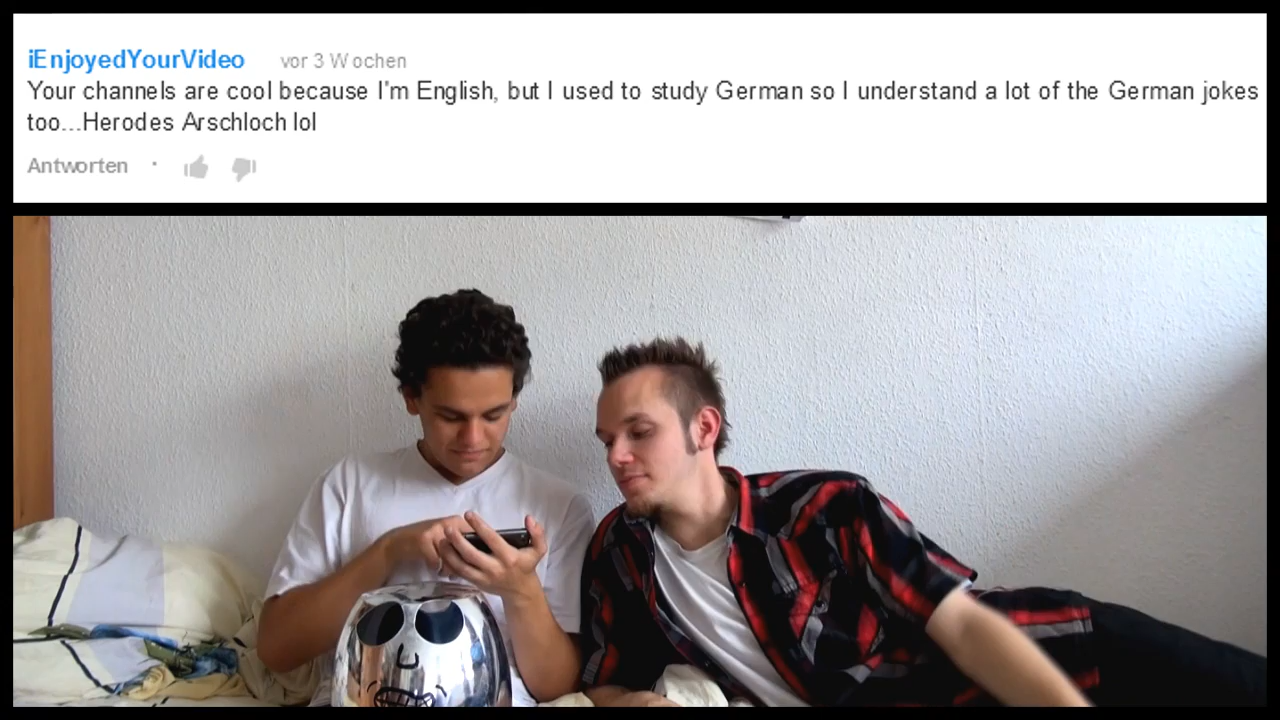 iEnjoyedYourVideo vor 3 Wochen
Your channels are cool because I'm English, but I used to study German so I understand a lot of the German jokes
too...Herodes Arschloch lol
Antworten ·